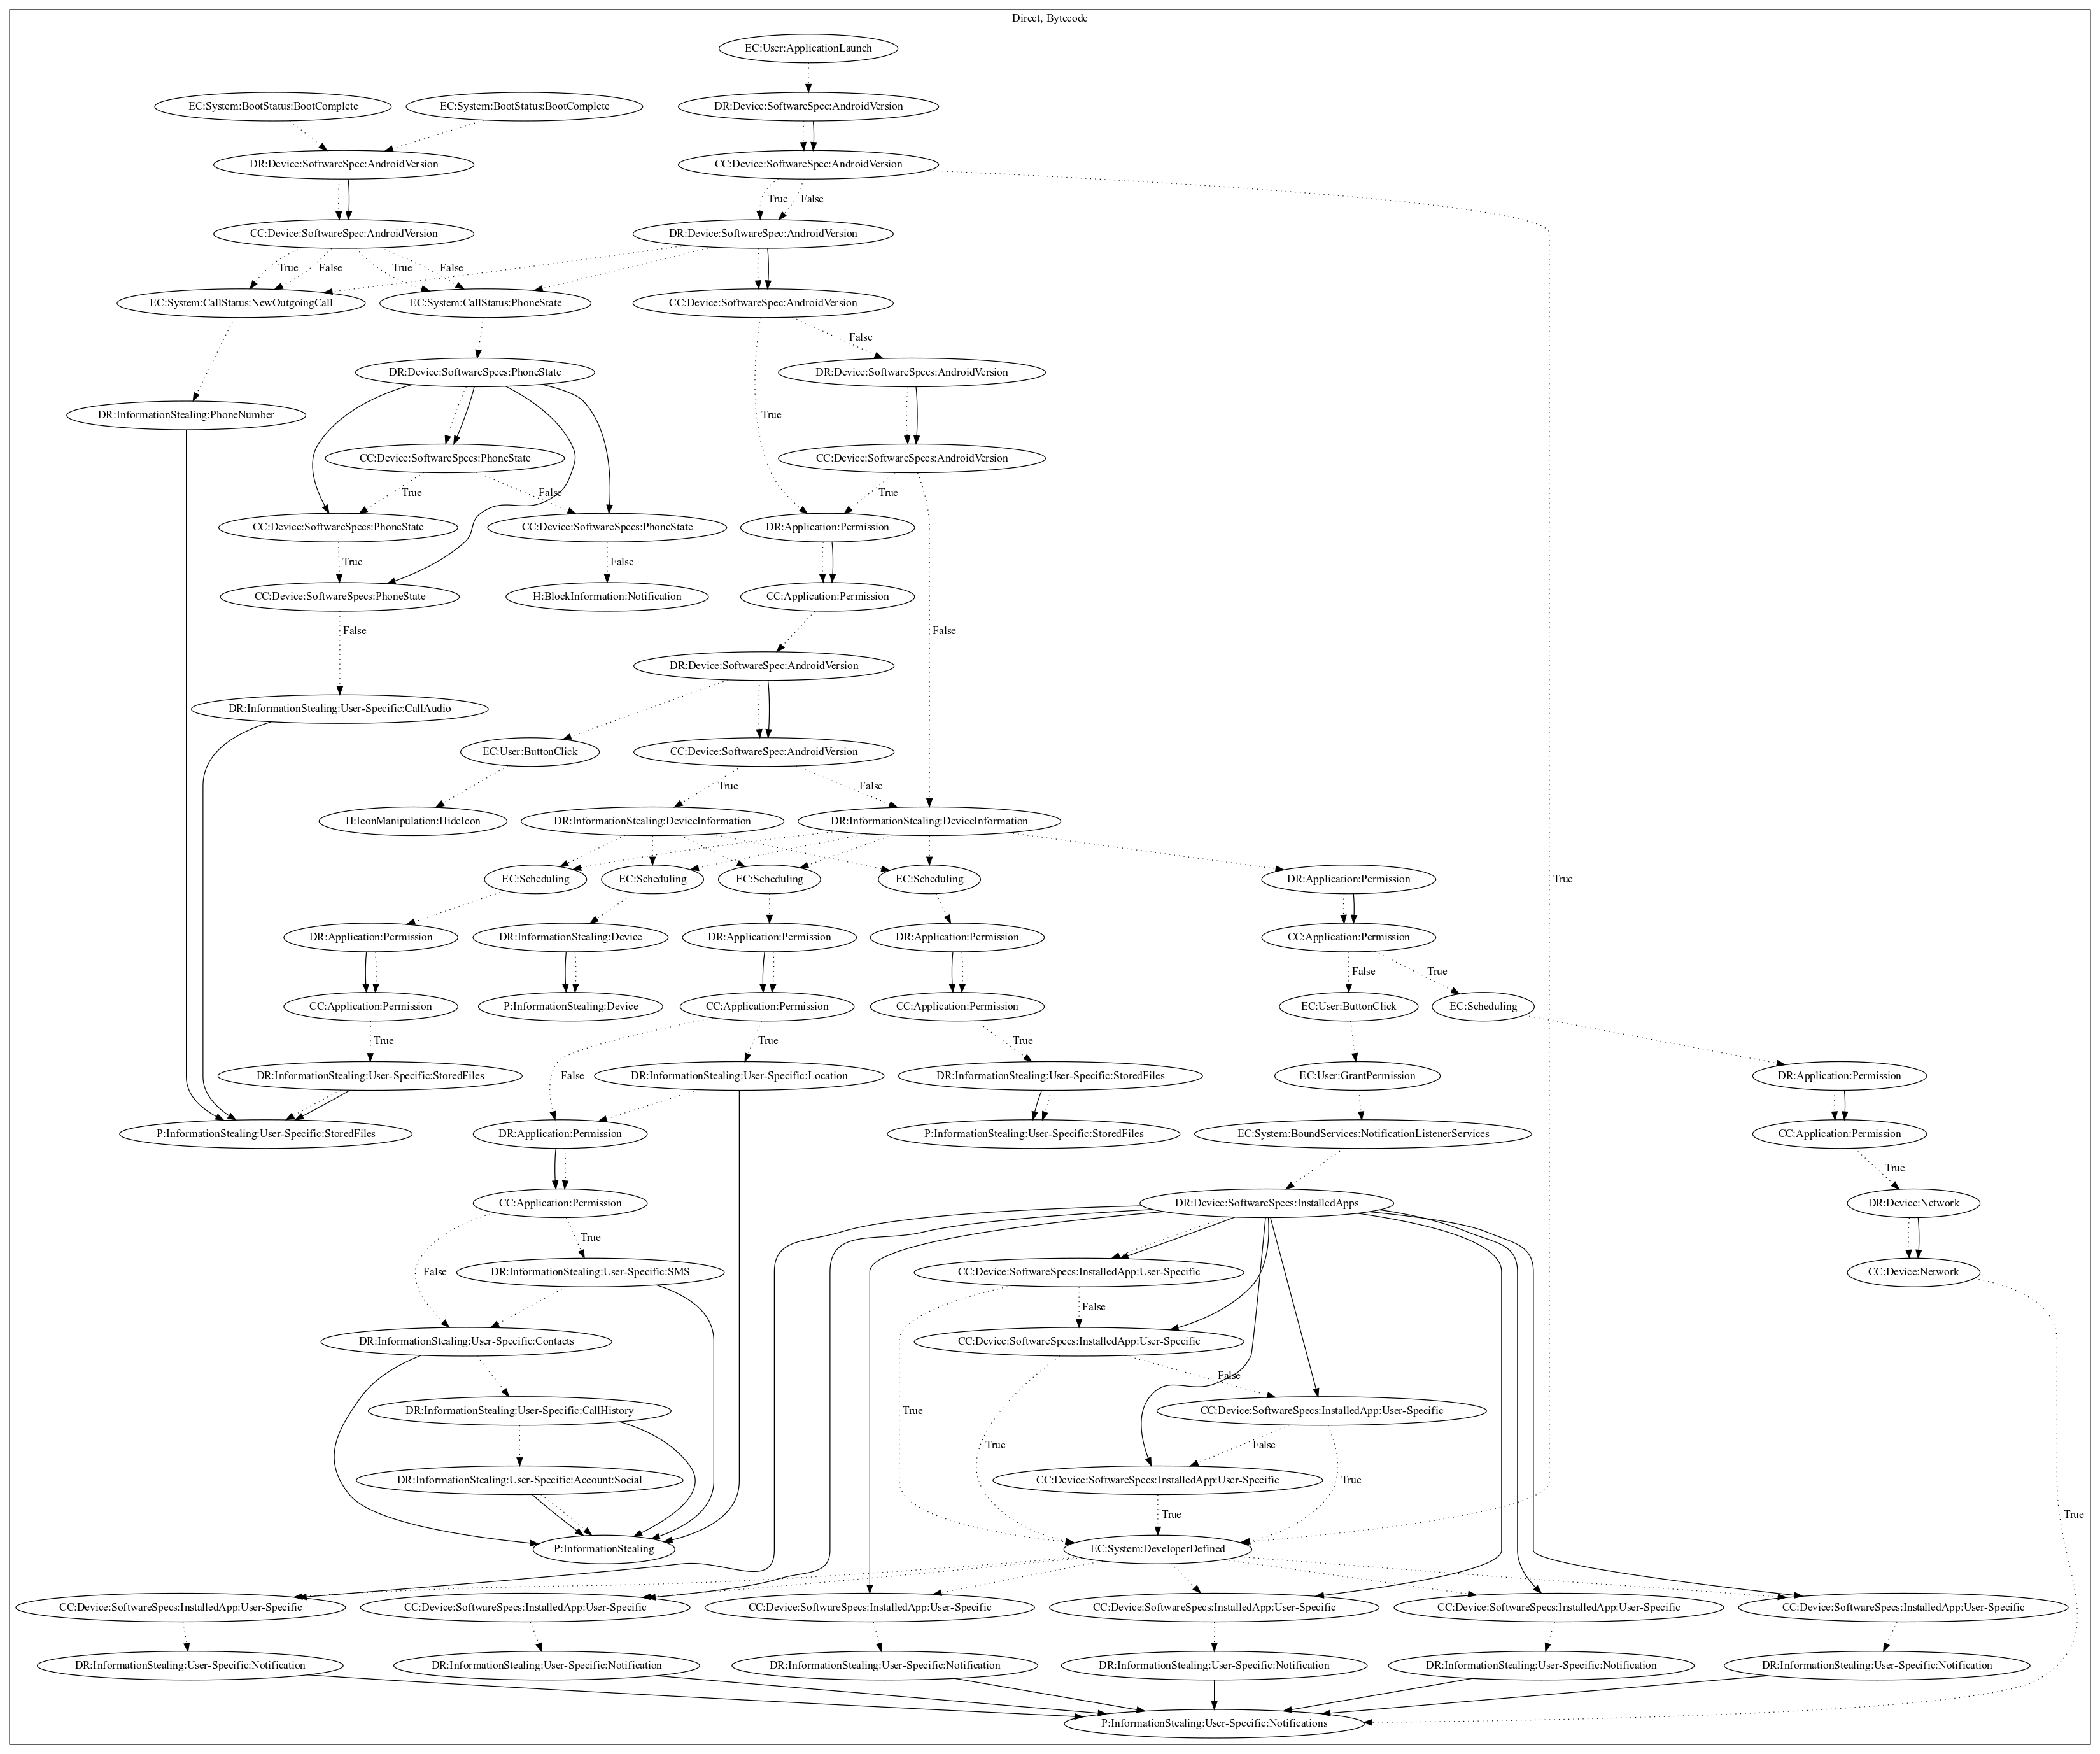 Direct, Bytecode
EC:User:ApplicationLaunch
EC:System:BootStatus:BootComplete
EC:System:BootStatus:BootComplete
DR:Device:SoftwareSpec:AndroidVersion
DR:Device:SoftwareSpec:AndroidVersion
CC:Device:SoftwareSpec:AndroidVersion
True
False
CC:Device:SoftwareSpec:AndroidVersion
DR:Device:SoftwareSpec:AndroidVersion
True
False
True
False
EC:System:CallStatus:NewOutgoingCall
EC:System:CallStatus:PhoneState
CC:Device:SoftwareSpec:AndroidVersion
False
DR:Device:SoftwareSpecs:PhoneState
DR:Device:SoftwareSpecs:AndroidVersion
DR:InformationStealing:PhoneNumber
True
CC:Device:SoftwareSpecs:PhoneState
CC:Device:SoftwareSpecs:AndroidVersion
True
False
True
CC:Device:SoftwareSpecs:PhoneState
CC:Device:SoftwareSpecs:PhoneState
DR:Application:Permission
True
False
CC:Device:SoftwareSpecs:PhoneState
H:BlockInformation:Notification
CC:Application:Permission
False
False
DR:Device:SoftwareSpec:AndroidVersion
DR:InformationStealing:User-Specific:CallAudio
EC:User:ButtonClick
CC:Device:SoftwareSpec:AndroidVersion
True
False
H:IconManipulation:HideIcon
DR:InformationStealing:DeviceInformation
DR:InformationStealing:DeviceInformation
EC:Scheduling
EC:Scheduling
EC:Scheduling
EC:Scheduling
DR:Application:Permission
True
DR:Application:Permission
DR:InformationStealing:Device
DR:Application:Permission
DR:Application:Permission
CC:Application:Permission
False
True
CC:Application:Permission
P:InformationStealing:Device
CC:Application:Permission
CC:Application:Permission
EC:User:ButtonClick
EC:Scheduling
True
True
True
DR:InformationStealing:User-Specific:StoredFiles
False
DR:InformationStealing:User-Specific:Location
DR:InformationStealing:User-Specific:StoredFiles
EC:User:GrantPermission
DR:Application:Permission
P:InformationStealing:User-Specific:StoredFiles
DR:Application:Permission
P:InformationStealing:User-Specific:StoredFiles
EC:System:BoundServices:NotificationListenerServices
CC:Application:Permission
True
CC:Application:Permission
DR:Device:SoftwareSpecs:InstalledApps
DR:Device:Network
True
False
DR:InformationStealing:User-Specific:SMS
CC:Device:SoftwareSpecs:InstalledApp:User-Specific
CC:Device:Network
False
DR:InformationStealing:User-Specific:Contacts
CC:Device:SoftwareSpecs:InstalledApp:User-Specific
False
DR:InformationStealing:User-Specific:CallHistory
True
CC:Device:SoftwareSpecs:InstalledApp:User-Specific
True
False
DR:InformationStealing:User-Specific:Account:Social
CC:Device:SoftwareSpecs:InstalledApp:User-Specific
True
True
True
P:InformationStealing
EC:System:DeveloperDefined
CC:Device:SoftwareSpecs:InstalledApp:User-Specific
CC:Device:SoftwareSpecs:InstalledApp:User-Specific
CC:Device:SoftwareSpecs:InstalledApp:User-Specific
CC:Device:SoftwareSpecs:InstalledApp:User-Specific
CC:Device:SoftwareSpecs:InstalledApp:User-Specific
CC:Device:SoftwareSpecs:InstalledApp:User-Specific
DR:InformationStealing:User-Specific:Notification
DR:InformationStealing:User-Specific:Notification
DR:InformationStealing:User-Specific:Notification
DR:InformationStealing:User-Specific:Notification
DR:InformationStealing:User-Specific:Notification
DR:InformationStealing:User-Specific:Notification
P:InformationStealing:User-Specific:Notifications